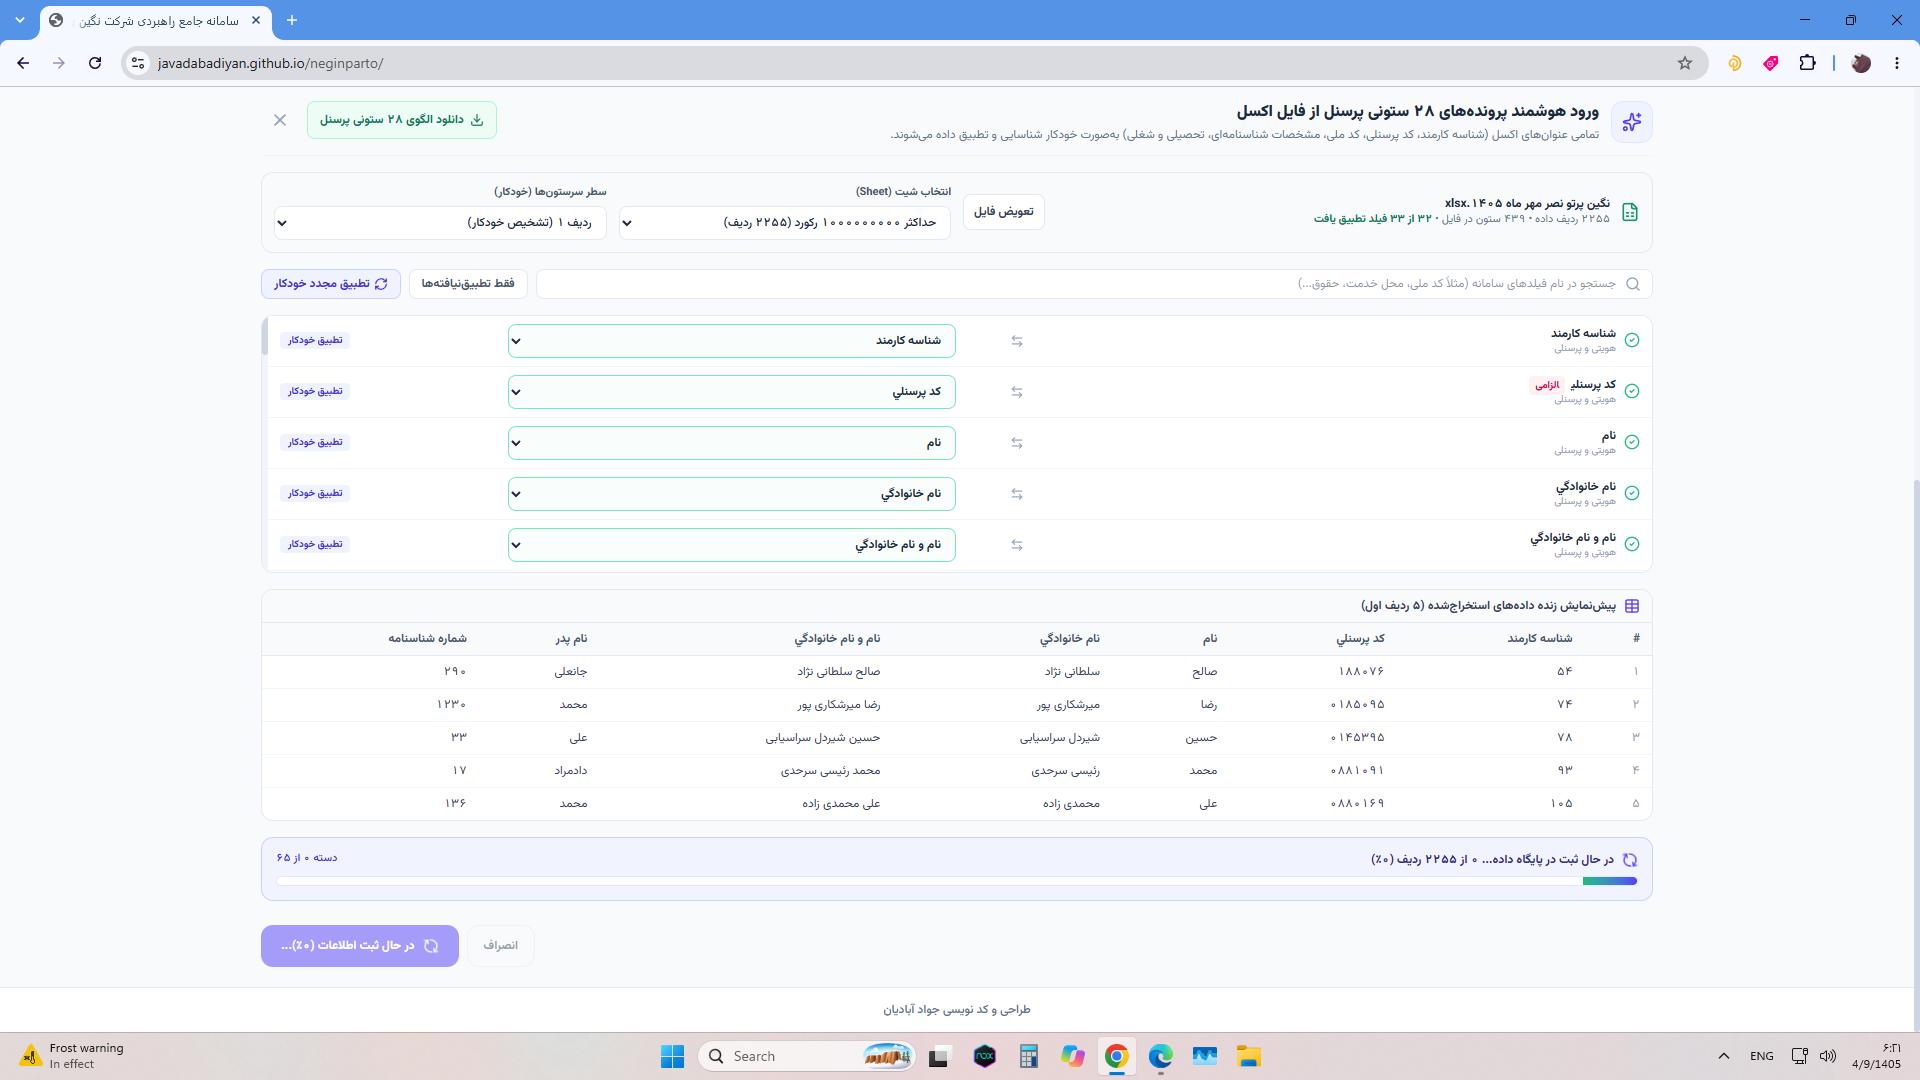 سامانه جامع راهبردی شرکت نگین
javadabadiyan.github.io/neginparto/
ورود هوشمند پرونده‌های ۲۸ ستونی پرسنل از فایل اکسل
تمامی عنوان‌های اکسل (شناسه کارمند، کد پرسنلی، کد ملی، مشخصات شناسنامه‌ای، تحصیلی و شغلی) به‌صورت خودکار شناسایی و تطبیق داده می‌شوند.
دانلود الگوی ۲۸ ستونی پرسنل
نگین پرتو نصر مهر ماه ۱۴۰۵.xlsx
۲۲۵۵ ردیف داده • ۴۳۹ ستون در فایل • ۳۲ از ۳۳ فیلد تطبیق یافت
تعویض فایل
انتخاب شیت (Sheet)
حداکثر ۱۰۰۰۰۰۰۰۰۰ رکورد (۲۲۵۵ ردیف)
سطر سرستون‌ها (خودکار)
ردیف ۱ (تشخیص خودکار)
جستجو در نام فیلدهای سامانه (مثلاً کد ملی، محل خدمت، حقوق...)
فقط تطبیق‌نیافته‌ها
تطبیق مجدد خودکار
شناسه کارمند
هویتی و پرسنلی
شناسه کارمند
تطبیق خودکار
کد پرسنلي الزامی
هویتی و پرسنلی
کد پرسنلي
تطبیق خودکار
نام
هویتی و پرسنلی
نام
تطبیق خودکار
نام خانوادگي
هویتی و پرسنلی
نام خانوادگي
تطبیق خودکار
نام و نام خانوادگي
هویتی و پرسنلی
نام و نام خانوادگي
تطبیق خودکار
پیش‌نمایش زنده داده‌های استخراج‌شده (۵ ردیف اول)
# شناسه کارمند کد پرسنلي نام نام خانوادگي نام و نام خانوادگي نام پدر شماره شناسنامه
۱ ۵۴ ۱۸۸۰۷۶ صالح سلطانی نژاد صالح سلطانی نژاد جانعلی ۲۹۰
۲ ۷۴ ۰۱۸۵۰۹۵ رضا میرشکاری پور رضا میرشکاری پور محمد ۱۲۳۰
۳ ۷۸ ۰۱۴۵۳۹۵ حسین شیردل سراسیابی حسین شیردل سراسیابی علی ۳۳
۴ ۹۳ ۰۸۸۱۰۹۱ محمد رئیسی سرحدی محمد رئیسی سرحدی دادمراد ۱۷
۵ ۱۰۵ ۰۸۸۰۱۶۹ علی محمدی زاده علی محمدی زاده محمد ۱۳۶
در حال ثبت در پایگاه داده... ۰ از ۲۲۵۵ ردیف (۰٪)
دسته ۰ از ۶۵
انصراف
در حال ثبت اطلاعات (۰٪)...
طراحی و کد نویسی جواد آبادیان
Frost warning
In effect
Search
ENG
۶:۲۱
4/9/1405